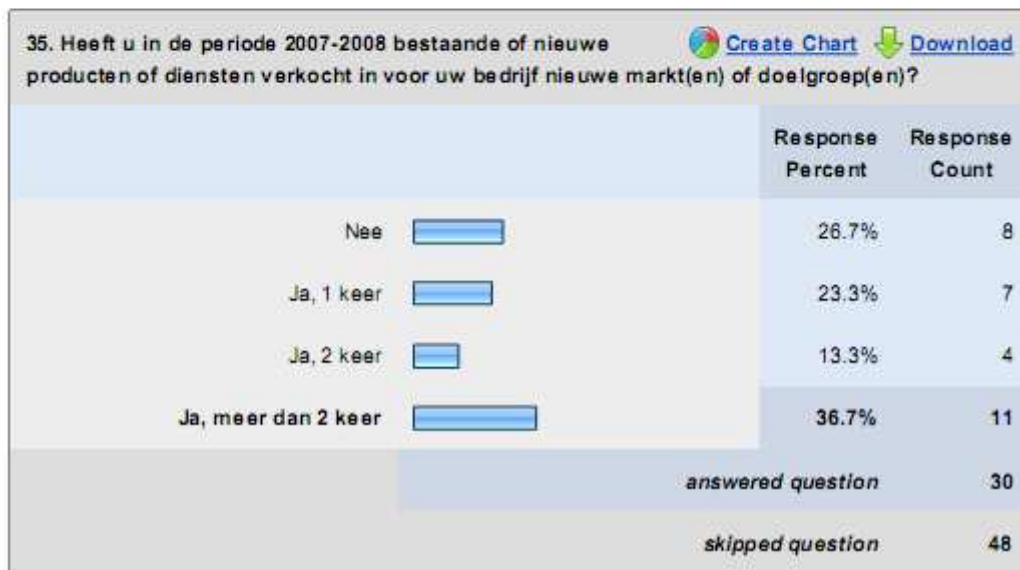 35. Heeft u in de periode 2007-2008 bestaande of nieuwe Create Chart Download
producten of diensten verkocht in voor uw bedrijf nieuwe markt(en) of doelgroep(en)?
Response Response
Percent Count
Nee 26.7% 8
Ja, 1 keer 23.3% 7
Ja, 2 keer 13.3% 4
Ja, meer dan 2 keer 36.7% 11
answered question 30
skipped question 48